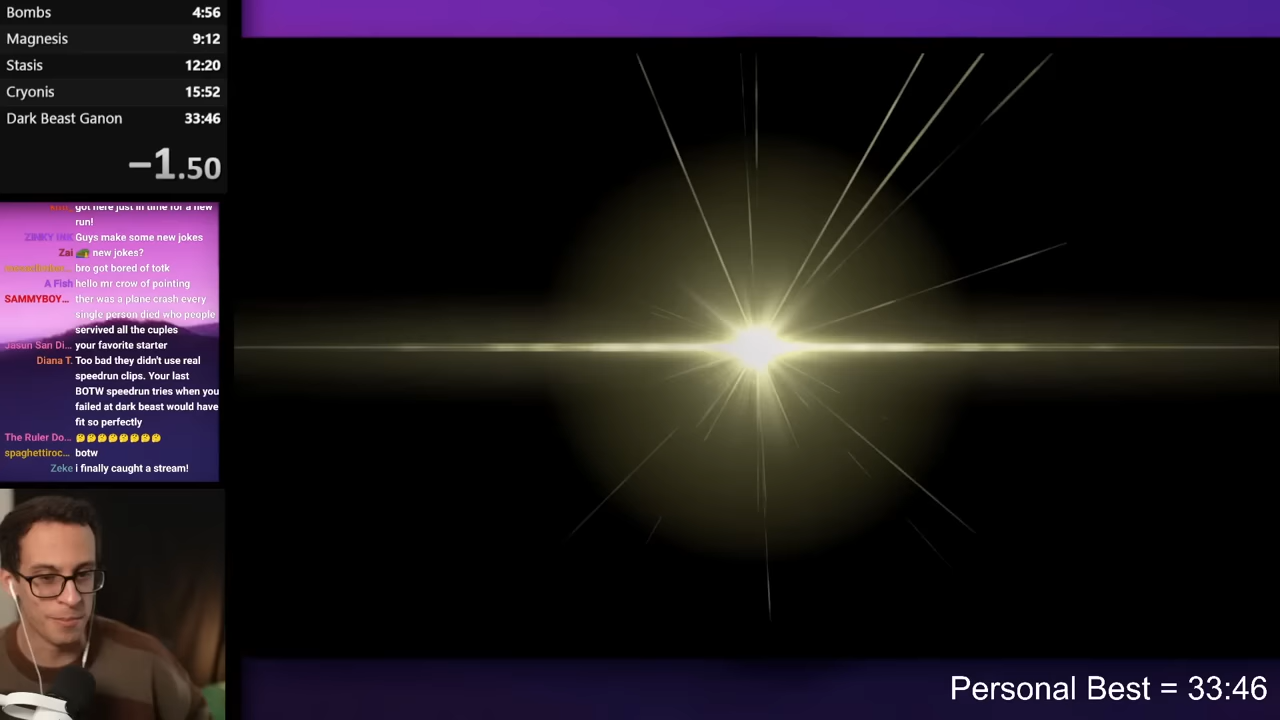 Bombs 4:56
Magnesis 9:12
Stasis 12:20
Cryonis 15:52
Dark Beast Ganon 33:46
−1.50
got here just in time for a new
run!
ZINKY INK Guys make some new jokes
Zai new jokes?
bro got bored of totk
A Fish hello mr crow of pointing
SAMMYBOY... ther was a plane crash every
single person died who people
servived all the cuples
Jasun San Di... your favorite starter
Diana T. Too bad they didn't use real
speedrun clips. Your last
BOTW speedrun tries when you
failed at dark beast would have
fit so perfectly
The Ruler Do... 🤔🤔🤔🤔🤔🤔🤔🤔
spaghettiroc... botw
Zeke i finally caught a stream!
Personal Best = 33:46